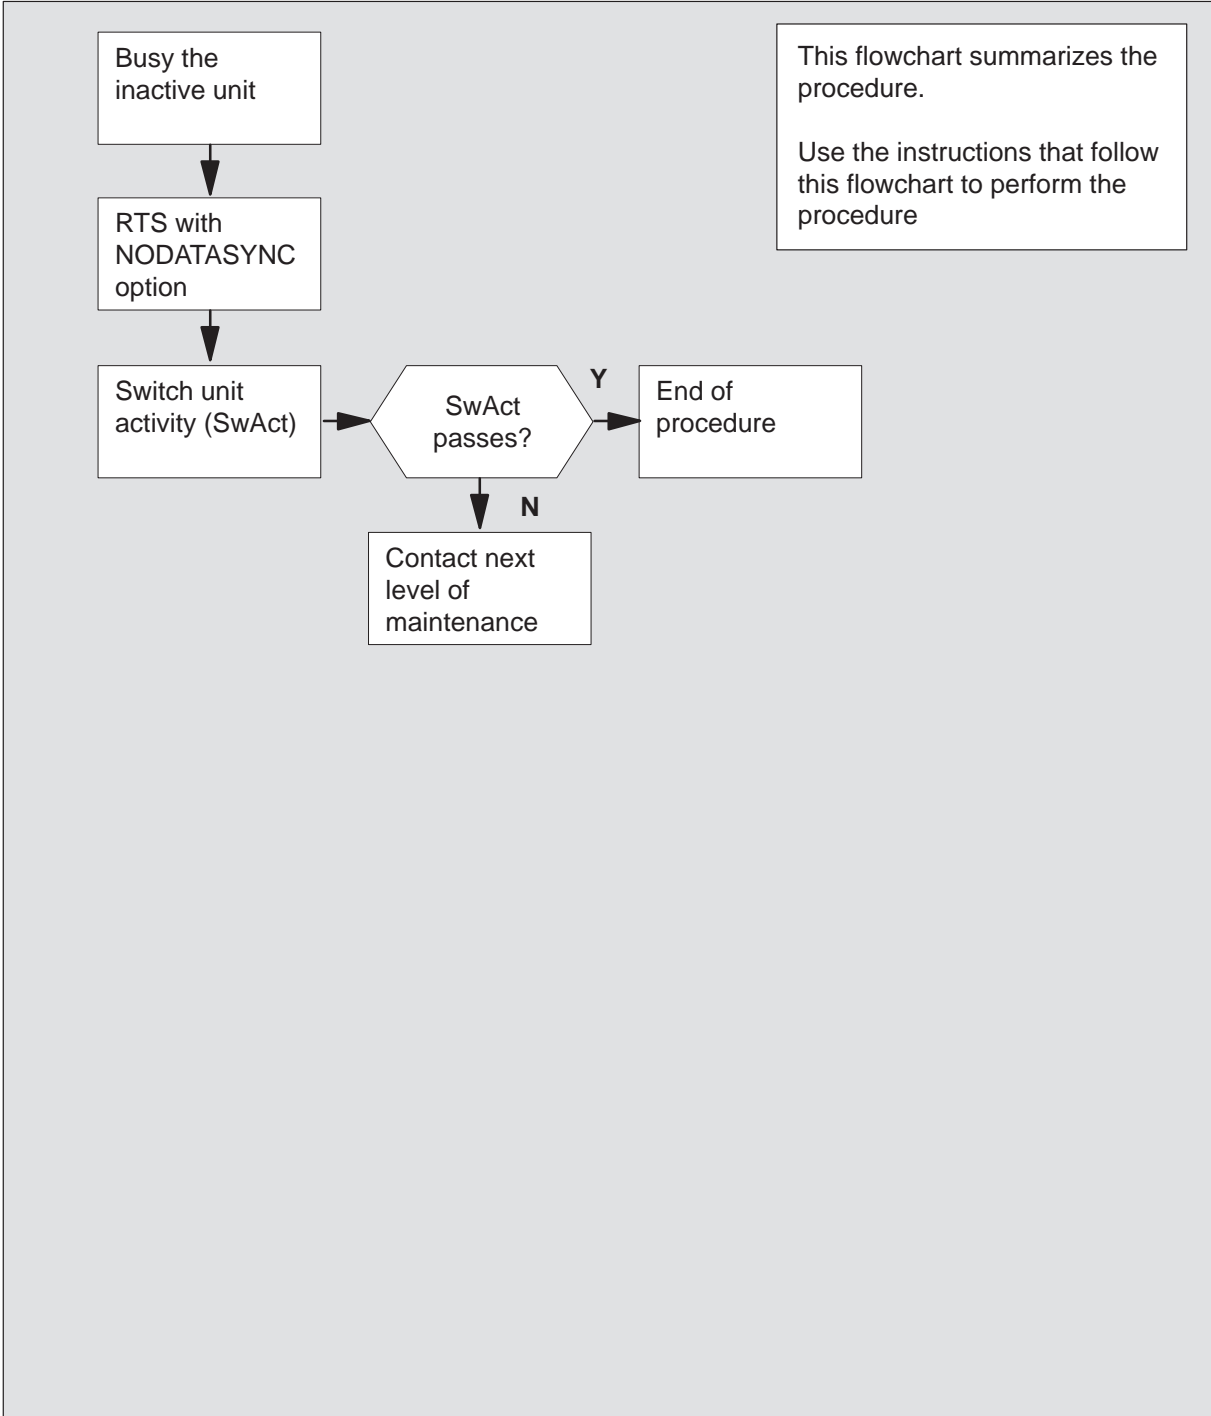 Busy the
inactive unit
This flowchart summarizes the
procedure.
Use the instructions that follow
this flowchart to perform the
procedure
RTS with
NODATASYNC
option
Switch unit
activity (SwAct)
SwAct
passes?
Y
End of
procedure
N
Contact next
level of
maintenance